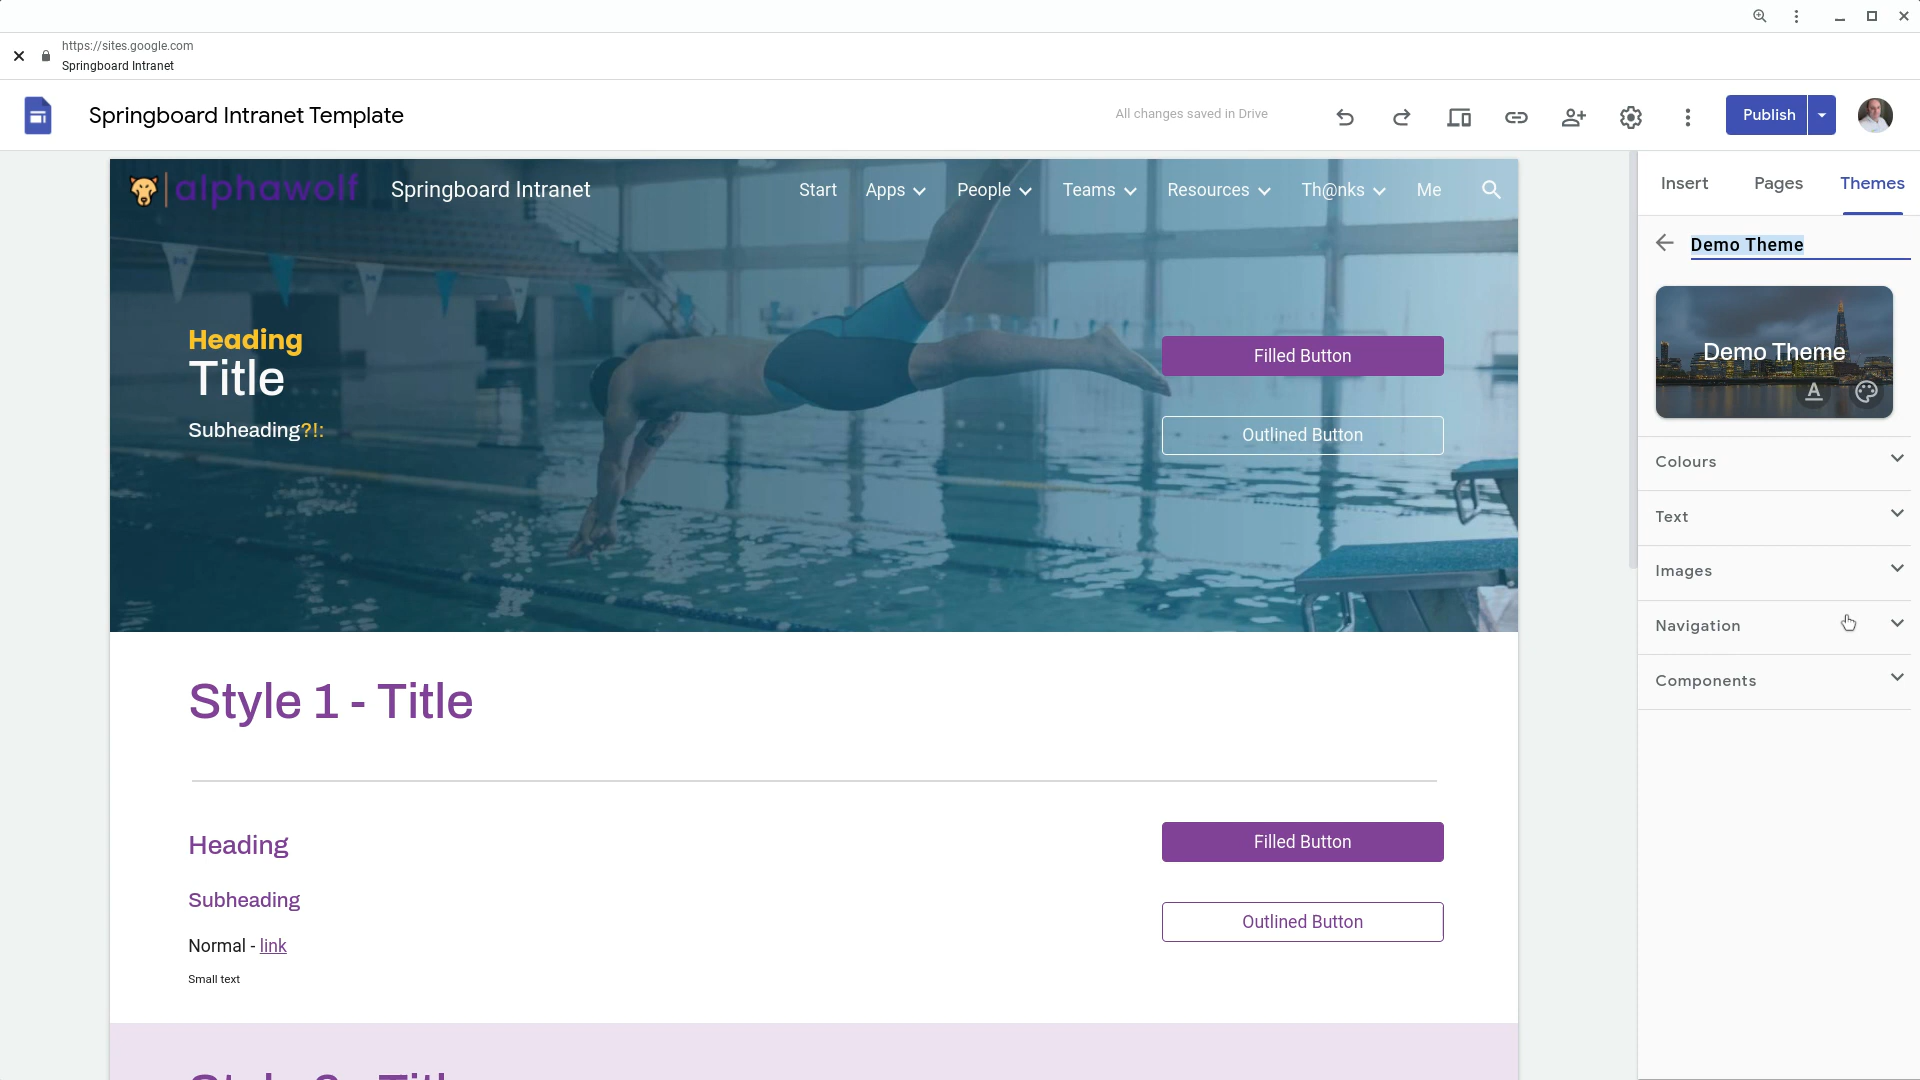 https://sites.google.com
Springboard Intranet
Springboard Intranet Template
All changes saved in Drive
Publish
alphawolf
Springboard Intranet
Start
Apps
People
Teams
Resources
Th@nks
Me
Insert
Pages
Themes
Demo Theme
Demo Theme
A
Colours
Text
Images
Navigation
Components
Heading
Title
Subheading?!:
Filled Button
Outlined Button
Style 1 - Title
Heading
Subheading
Normal - link
Small text
Filled Button
Outlined Button